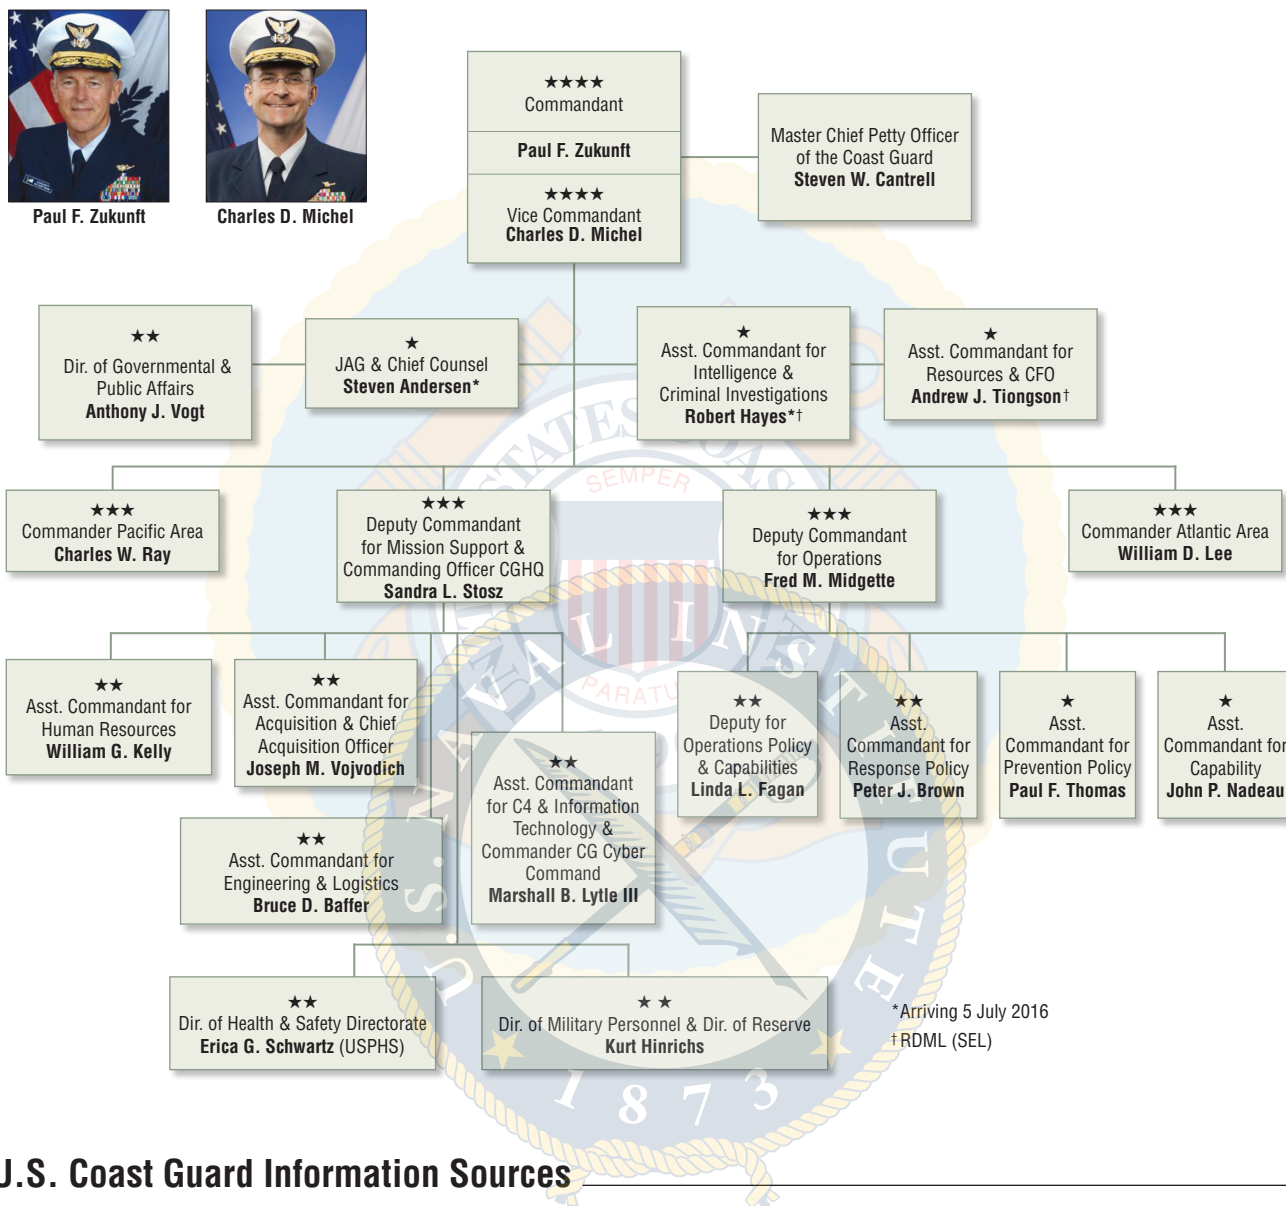 Paul F. Zukunft
Charles D. Michel
★★★★
Commandant
Paul F. Zukunft
★★★★
Vice Commandant
Charles D. Michel
Master Chief Petty Officer
of the Coast Guard
Steven W. Cantrell
★★
Dir. of Governmental &
Public Affairs
Anthony J. Vogt
★
JAG & Chief Counsel
Steven Andersen*
★
Asst. Commandant for
Intelligence &
Criminal Investigations
Robert Hayes*†
★
Asst. Commandant for
Resources & CFO
Andrew J. Tiongson†
★★★
Commander Pacific Area
Charles W. Ray
★★★
Deputy Commandant
for Mission Support &
Commanding Officer CGHQ
Sandra L. Stosz
★★★
Deputy Commandant
for Operations
Fred M. Midgette
★★★
Commander Atlantic Area
William D. Lee
★★
Asst. Commandant for
Human Resources
William G. Kelly
★★
Asst. Commandant for
Acquisition & Chief
Acquisition Officer
Joseph M. Vojvodich
★★
Asst. Commandant for
Engineering & Logistics
Bruce D. Baffer
★★
Asst. Commandant
for C4 & Information
Technology &
Commander CG Cyber
Command
Marshall B. Lytle III
★★
Deputy for
Operations Policy
& Capabilities
Linda L. Fagan
★★
Asst.
Commandant for
Response Policy
Peter J. Brown
★
Asst.
Commandant for
Prevention Policy
Paul F. Thomas
★
Asst.
Commandant for
Capability
John P. Nadeau
★★
Dir. of Health & Safety Directorate
Erica G. Schwartz (USPHS)
★ ★
Dir. of Military Personnel & Dir. of Reserve
Kurt Hinrichs
*Arriving 5 July 2016
†RDML (SEL)
STATES COAS
SEMPER
PARATU
U.S. NAVAL INSTITUTE
1873
U.S. Coast Guard Information Sources